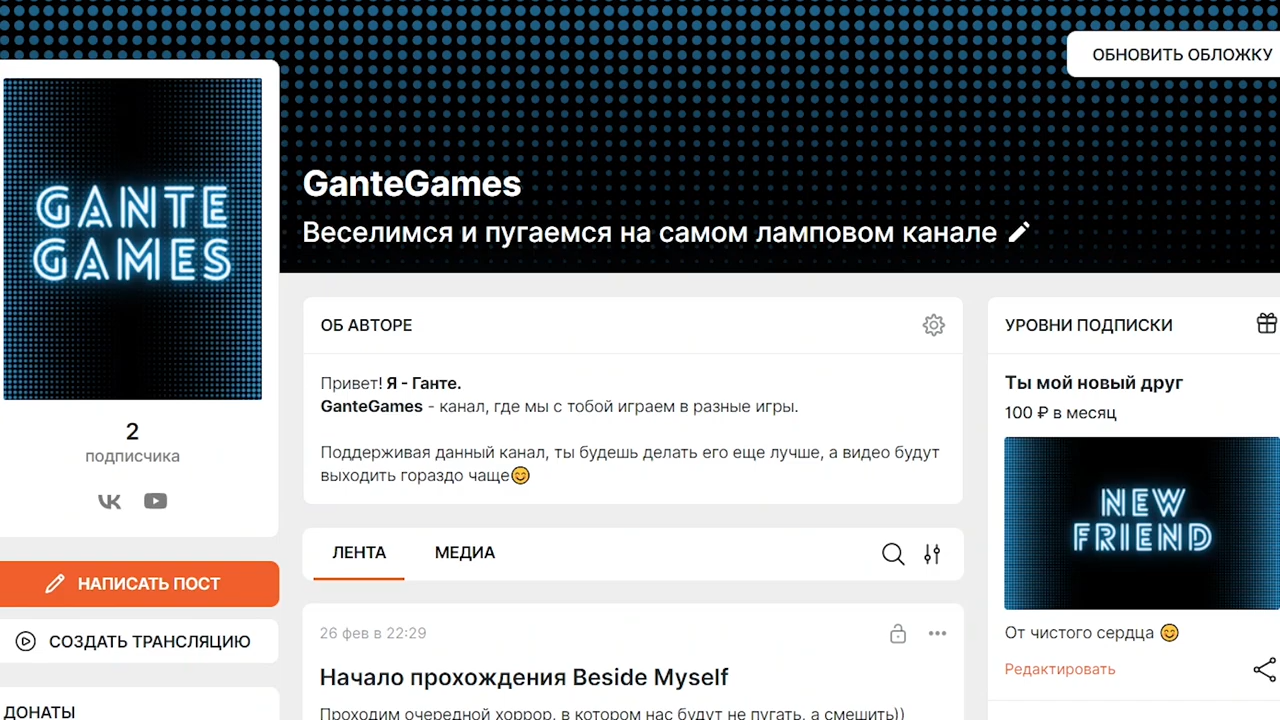 ОБНОВИТЬ ОБЛОЖКУ
GANTE
GAMES
GanteGames
Веселимся и пугаемся на самом ламповом канале
2
подписчика
НАПИСАТЬ ПОСТ
СОЗДАТЬ ТРАНСЛЯЦИЮ
ДОНАТЫ
ОБ АВТОРЕ
Привет! Я - Ганте.
GanteGames - канал, где мы с тобой играем в разные игры.
Поддерживая данный канал, ты будешь делать его еще лучше, а видео будут
выходить гораздо чаще😊
ЛЕНТА МЕДИА
26 фев в 22:29
Начало прохождения Beside Myself
Проходим очередной хоррор, в котором нас будут не пугать, а смешить))
УРОВНИ ПОДПИСКИ
Ты мой новый друг
100 ₽ в месяц
NEW
FRIEND
От чистого сердца 😊
Редактировать